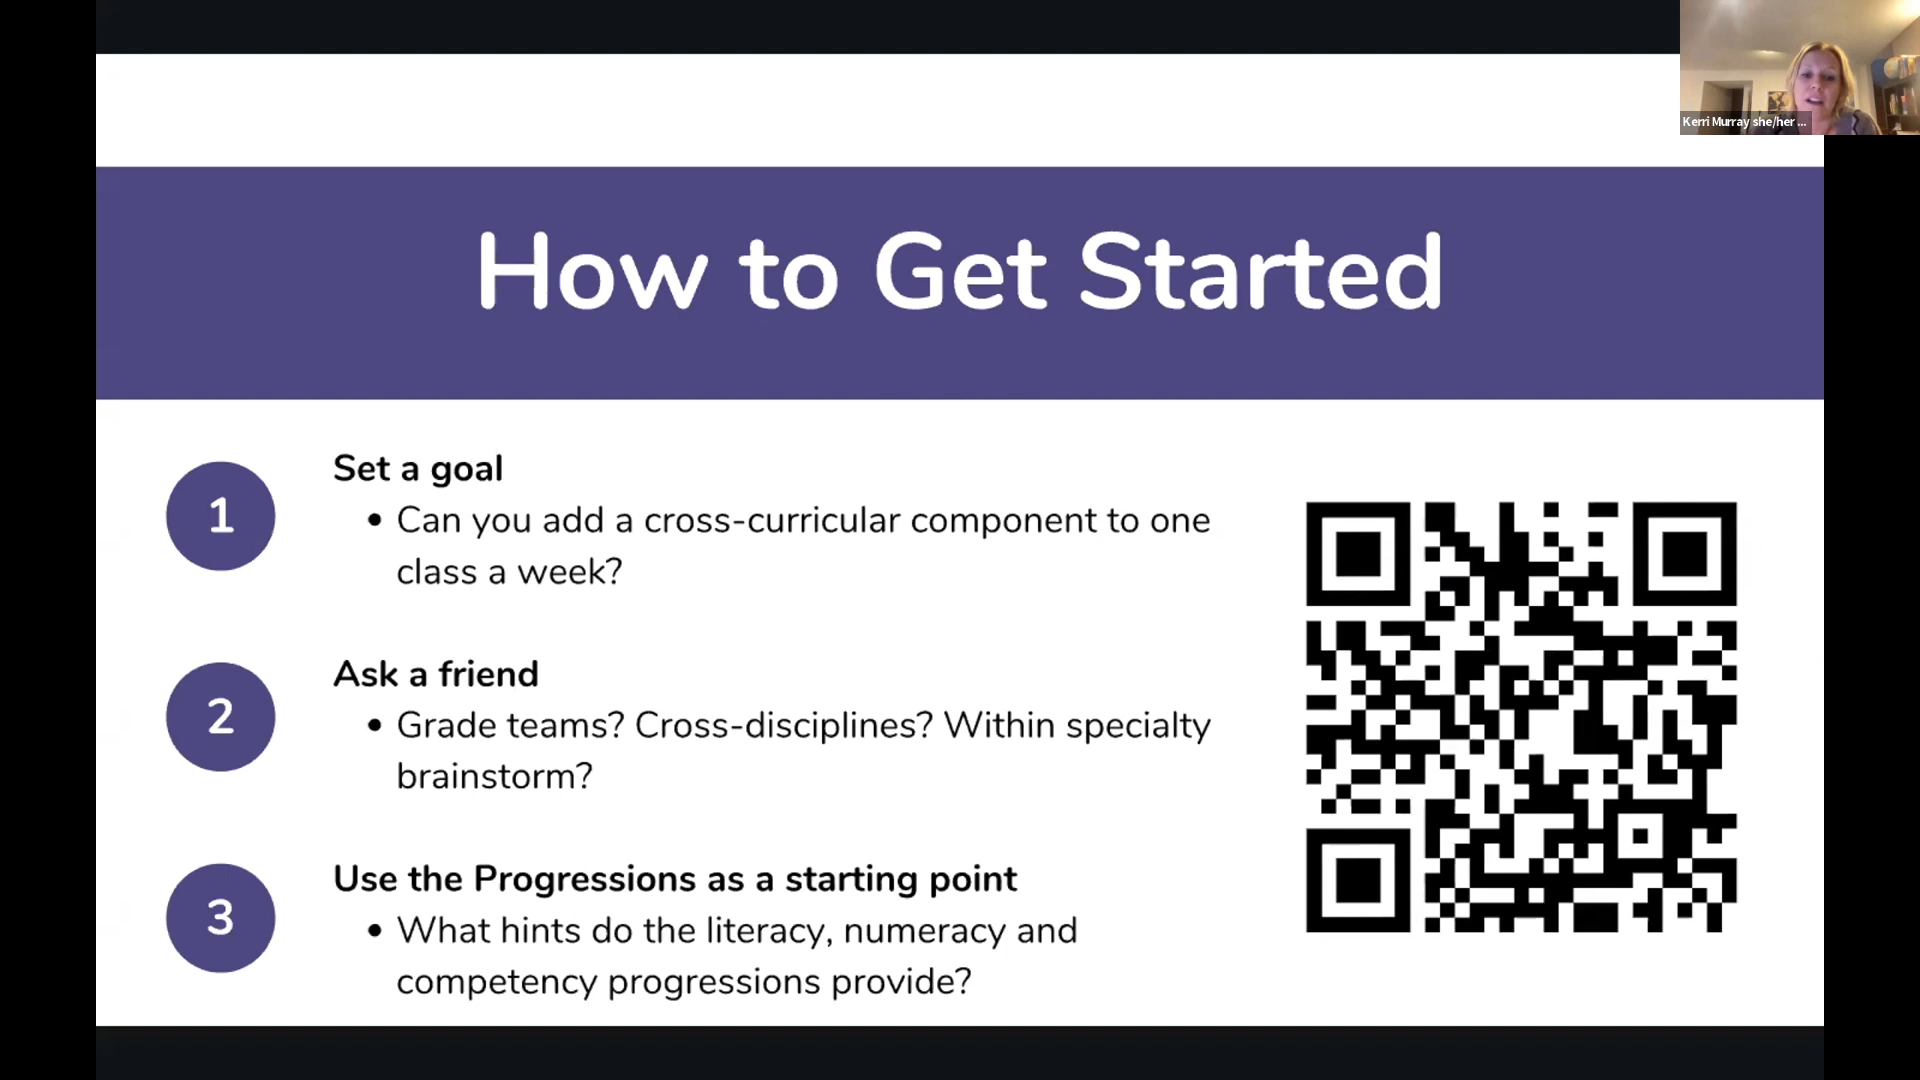 Kerri Murray she/her ...
How to Get Started
1
Set a goal
• Can you add a cross-curricular component to one
class a week?
2
Ask a friend
• Grade teams? Cross-disciplines? Within specialty
brainstorm?
3
Use the Progressions as a starting point
• What hints do the literacy, numeracy and
competency progressions provide?